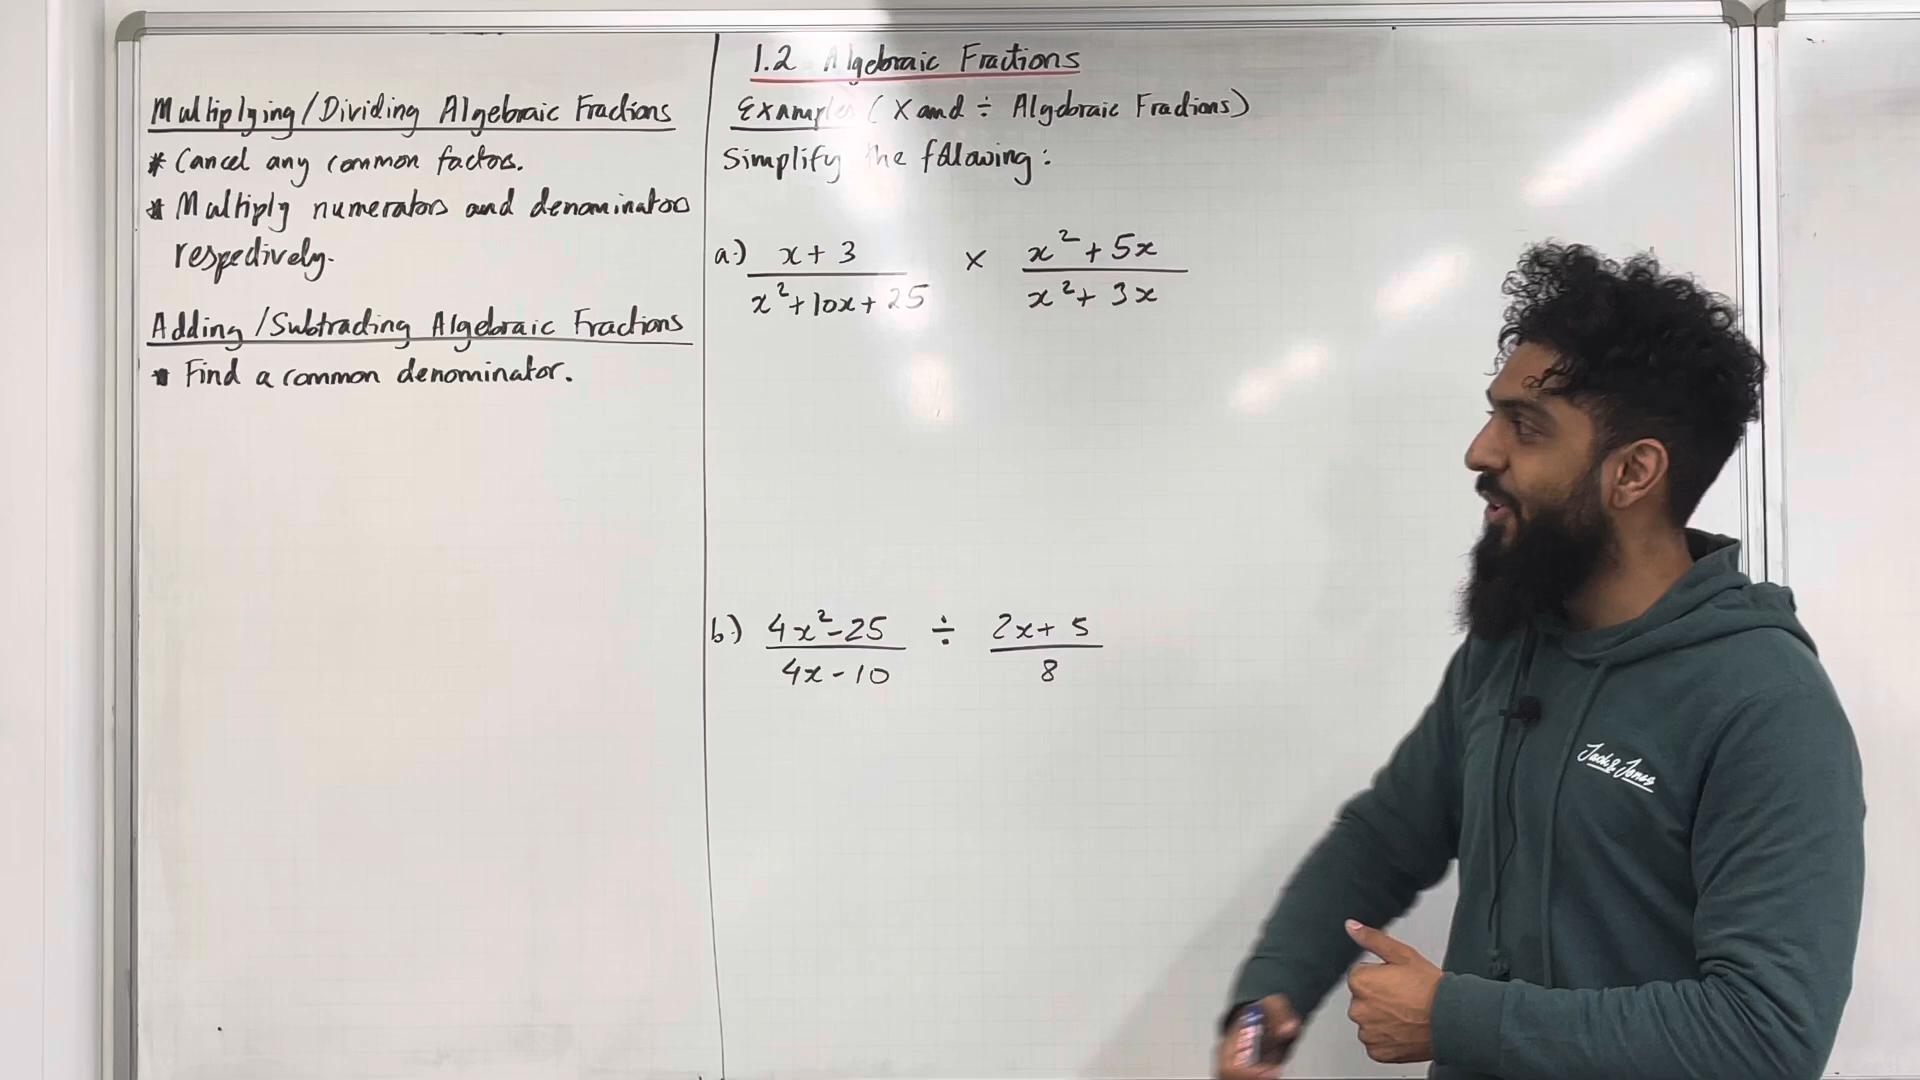 Multiplying/Dividing Algebraic Fractions
* Cancel any common factors.
* Multiply numerators and denominators
respectively.
Adding/Subtracting Algebraic Fractions
* Find a common denominator.
1.2 Algebraic Fractions
Examples (× and ÷ Algebraic Fractions)
Simplify the following:
a.) x + 3 / x² + 10x + 25 × x² + 5x / x² + 3x
b.) 4x² - 25 / 4x - 10 ÷ 2x + 5 / 8
Jack & Jones